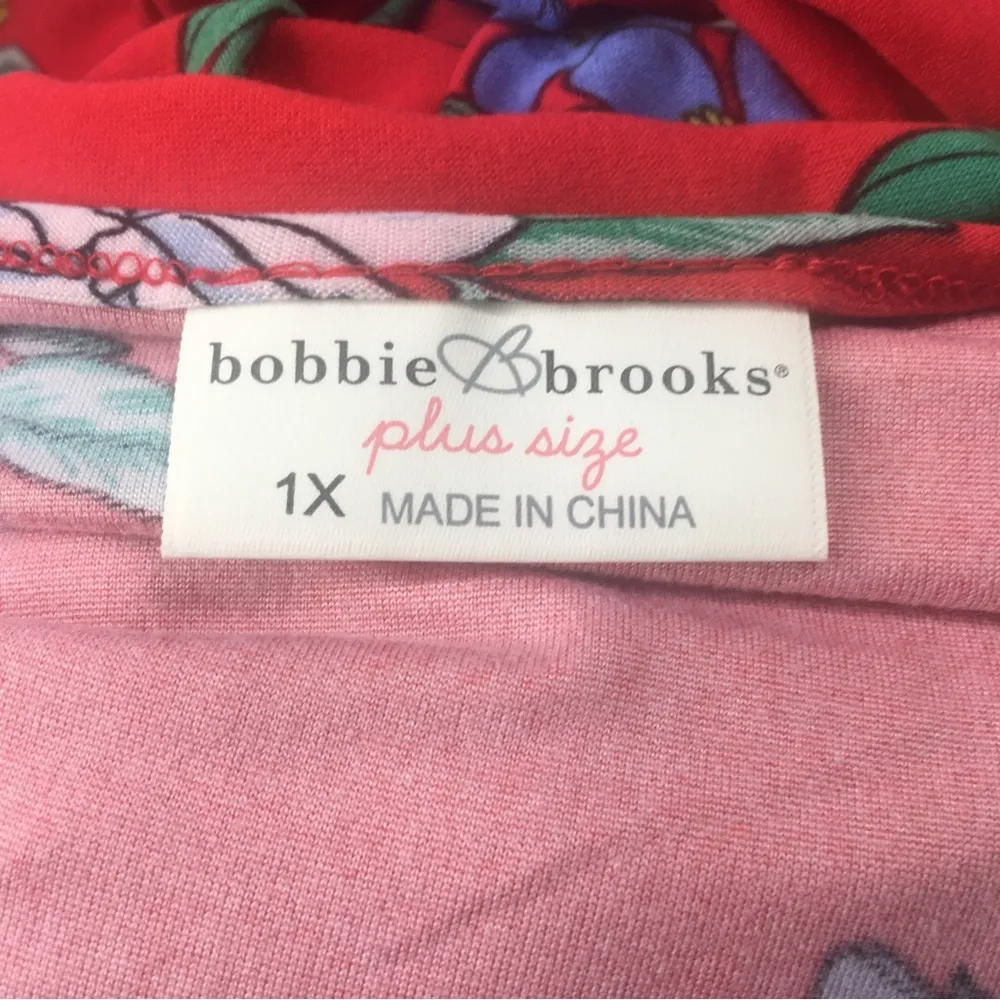 bobbie B brooks®
plus size
1X MADE IN CHINA